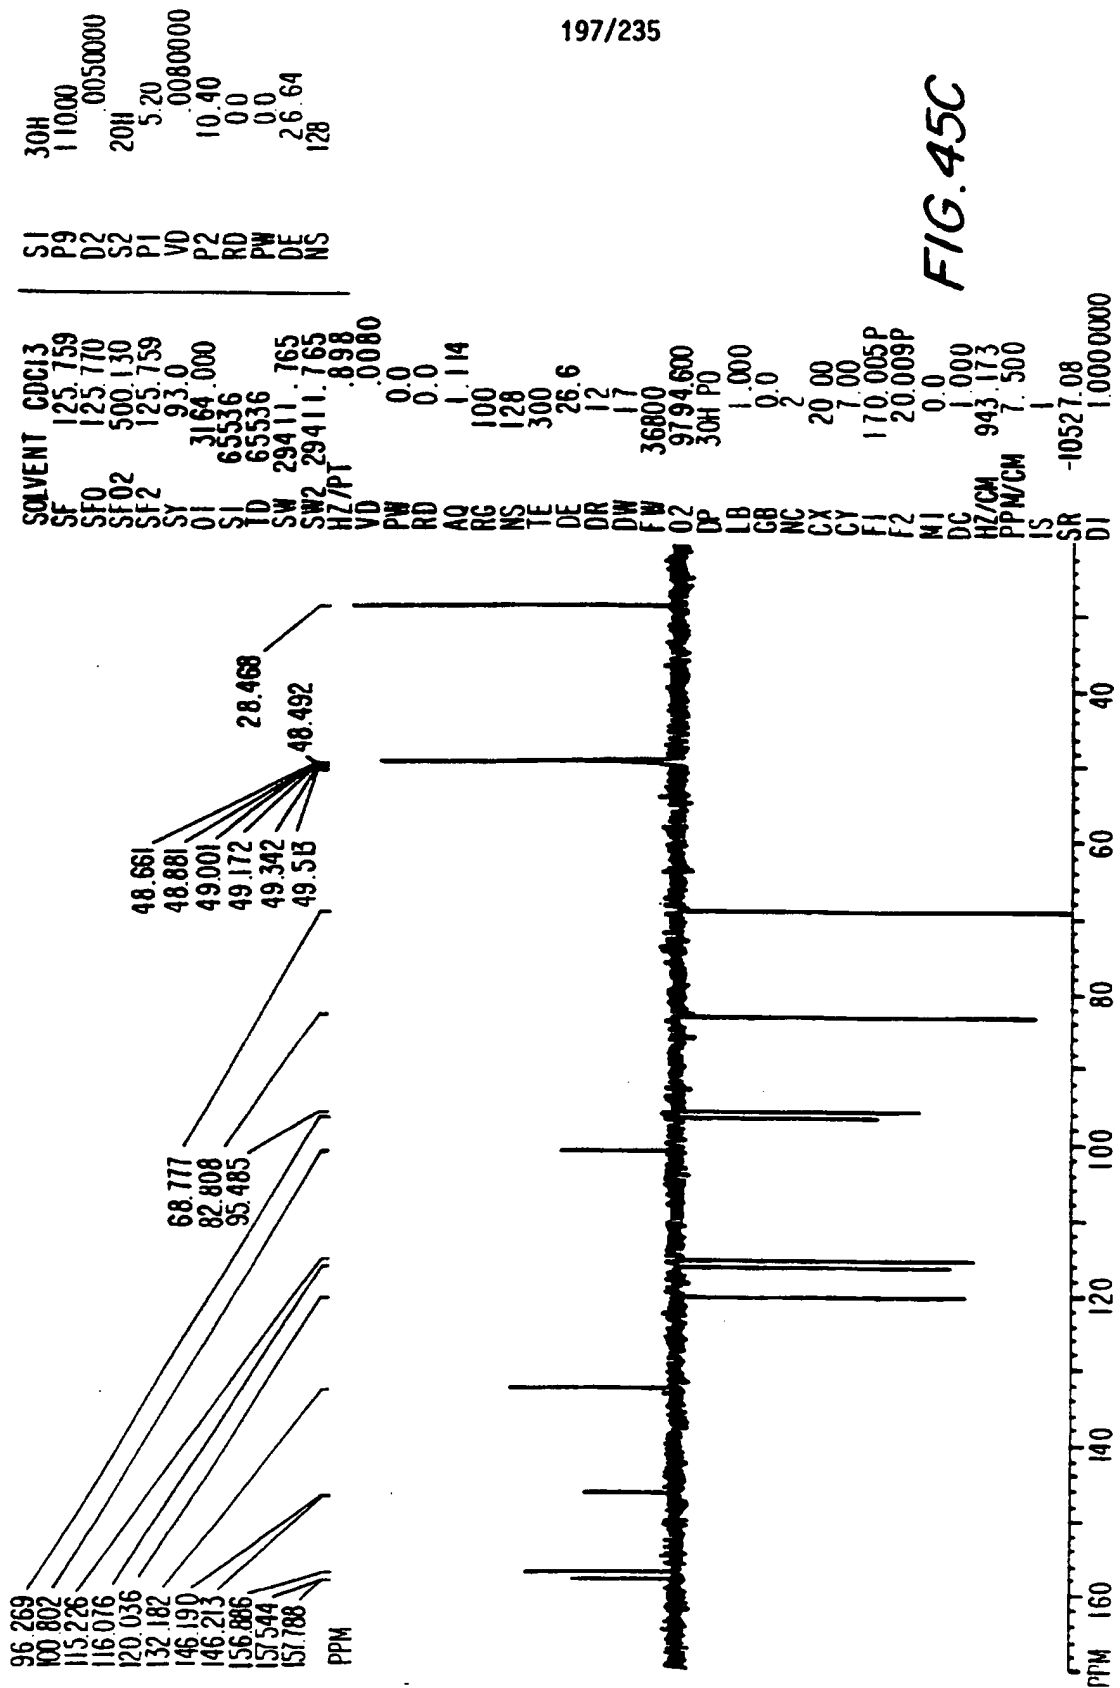 197/235
96.269
100.802
115.226
116.076
120.036
132.182
146.190
146.213
156.886
157.544
157.788
PPM
68.777
82.808
95.485
48.661
48.881
49.001
49.172
49.342
49.513
48.492
28.468
PPM 160 140 120 100 80 60 40
SOLVENT CDCl3
SF 125.759
SFO 125.770
SFO2 500.130
SF2 125.759
SY 93.0
O1 3164.000
SI 65536
TD 65536
SW 29411.765
SW2 29411.765
HZ/PT .898
VD .0080
PW 0.0
RD 0.0
AQ 1.114
RG 100
NS 128
TE 300
DE 26.6
DR 12
DW 17
FW 36800
O2 9794.600
DP 30H PO
LB 1.000
GB 0.0
NC 2
CX 20.00
CY 7.00
F1 170.005P
F2 20.009P
MI 0.0
DC 1.000
HZ/CM 943.173
PPM/CM 7.500
IS 1
SR -10527.08
DI 1.0000000
S1 30H
P9 110.00
D2 .0050000
S2 20H
P1 5.20
VD .0080000
P2 10.40
RD 0.0
PW 0.0
DE 26.64
NS 128
FIG. 45C